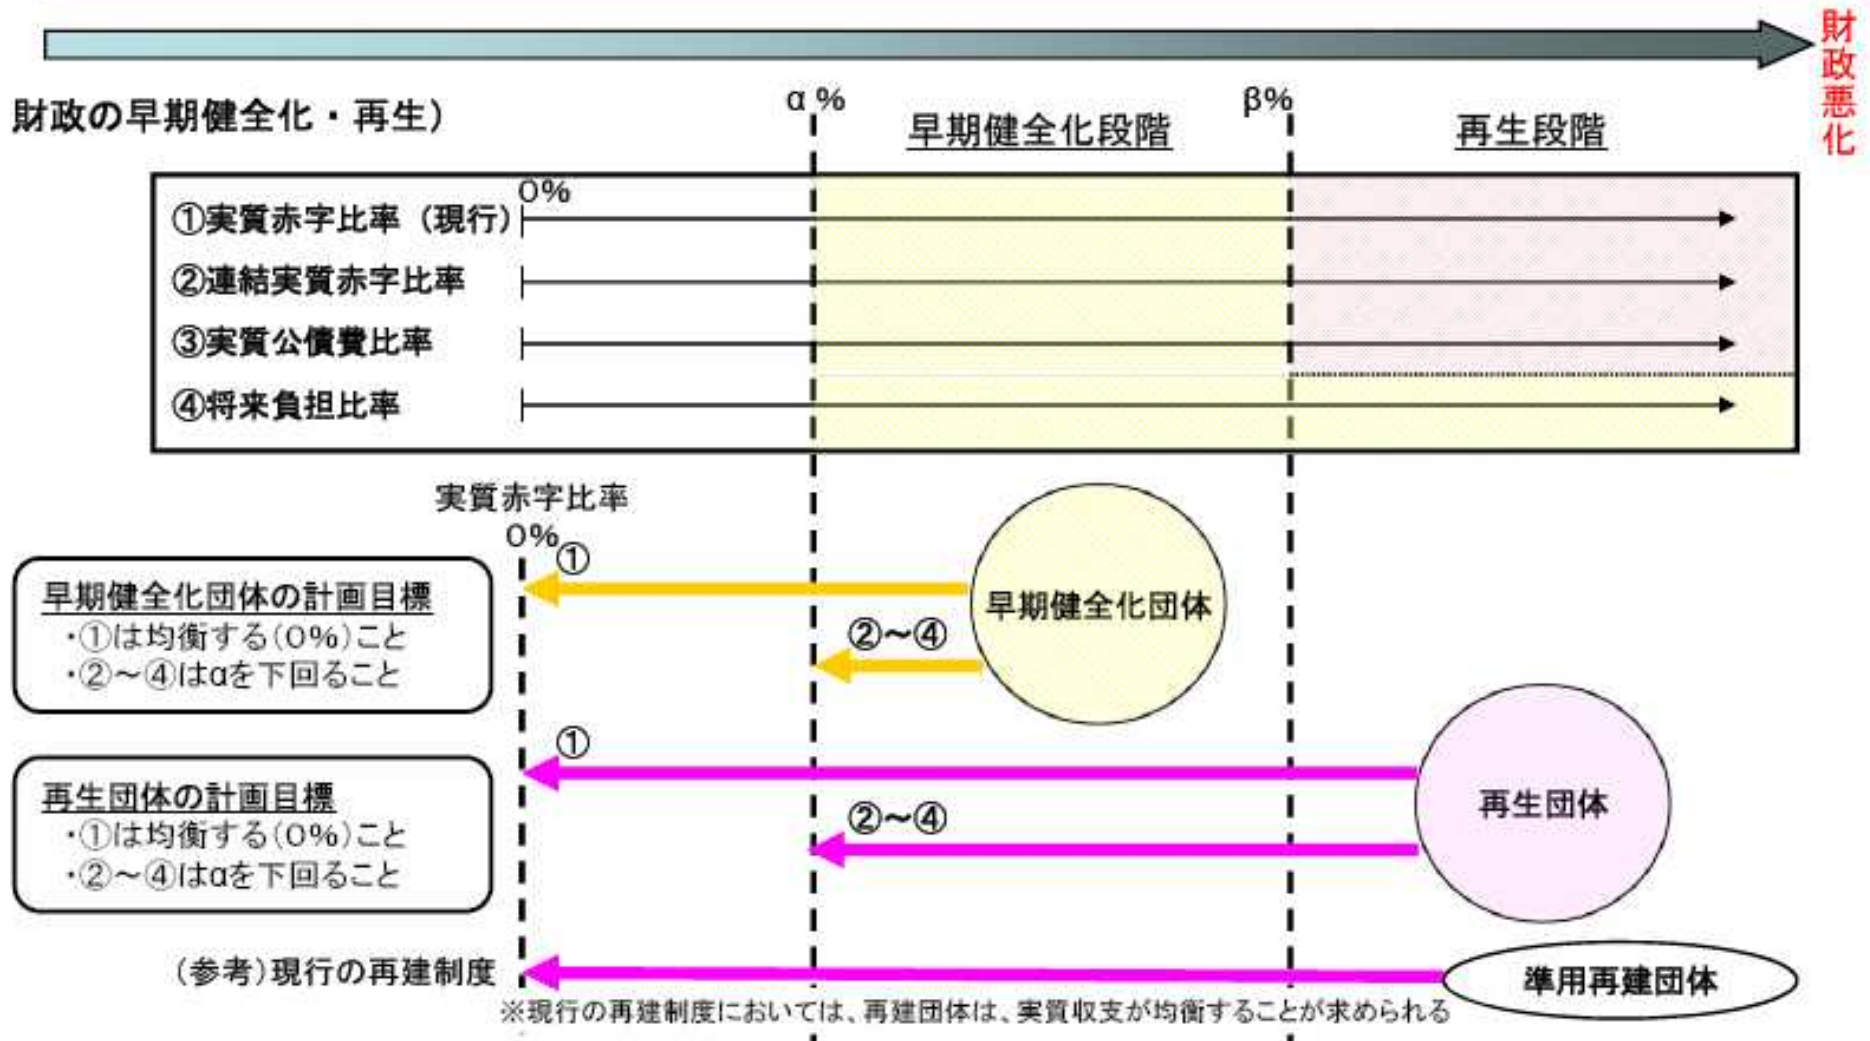 財政悪化
財政の早期健全化・再生）
α%
早期健全化段階
β%
再生段階
0%
①実質赤字比率（現行）
②連結実質赤字比率
③実質公債費比率
④将来負担比率
実質赤字比率
0%
①
早期健全化団体の計画目標
・①は均衡する（0%）こと
・②～④はαを下回ること
②～④
早期健全化団体
①
再生団体の計画目標
・①は均衡する（0%）こと
・②～④はαを下回ること
②～④
再生団体
（参考）現行の再建制度
準用再建団体
※現行の再建制度においては、再建団体は、実質収支が均衡することが求められる